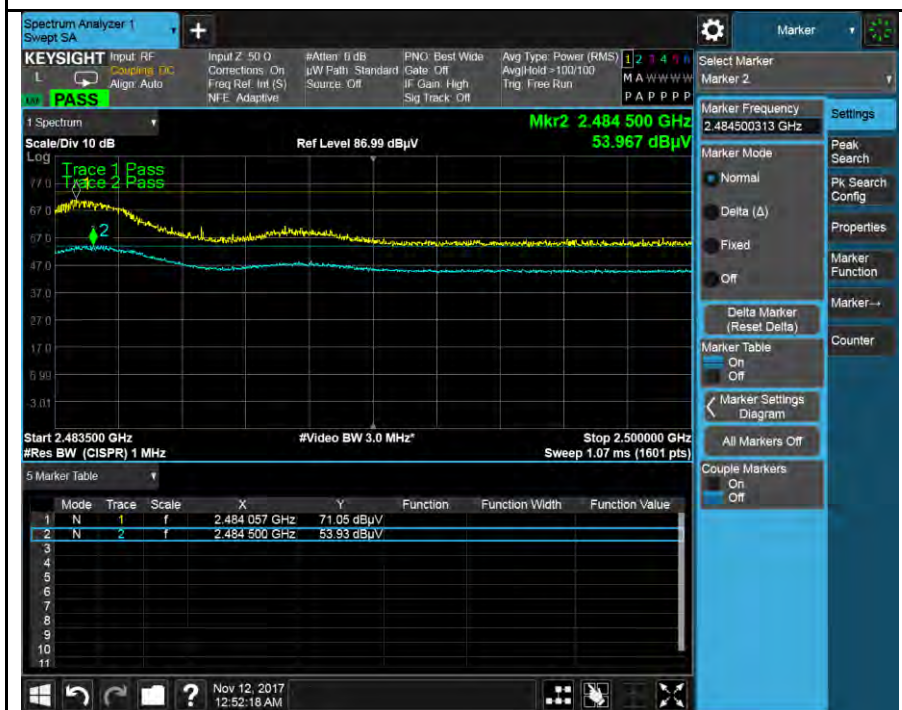 Spectrum Analyzer 1
Swept SA
KEYSIGHT Input: RF
L Coupling: DC
Align: Auto
PASS
Input Z: 50 Ω
Corrections: On
Freq Ref: Int (S)
NFE: Adaptive
#Atten: 6 dB
µW Path: Standard
Source: Off
PNO: Best Wide
Gate: Off
IF Gain: High
Sig Track: Off
Avg Type: Power (RMS)
Avg|Hold:>100/100
Trig: Free Run
1 2 3 4 5 6
M A W W W W
P A P P P P
1 Spectrum
Scale/Div 10 dB
Ref Level 86.99 dBµV
Mkr2 2.484 500 GHz
53.967 dBµV
Log
Trace 1 Pass
Trace 2 Pass
77.0
1
67.0
2
57.0
47.0
37.0
27.0
17.0
6.99
-3.01
Start 2.483500 GHz
#Video BW 3.0 MHz*
Stop 2.500000 GHz
#Res BW (CISPR) 1 MHz
Sweep 1.07 ms (1601 pts)
5 Marker Table
Mode Trace Scale X Y Function Function Width Function Value
1 N 1 f 2.484 057 GHz 71.05 dBµV
2 N 2 f 2.484 500 GHz 53.93 dBµV
3
4
5
6
7
8
9
10
11
?
Nov 12, 2017
12:52:18 AM
Marker
Select Marker
Marker 2
Marker Frequency
2.484500313 GHz
Marker Mode
Normal
Delta (Δ)
Fixed
Off
Delta Marker
(Reset Delta)
Marker Table
On
Off
Marker Settings
Diagram
All Markers Off
Couple Markers
On
Off
Settings
Peak
Search
Pk Search
Config
Properties
Marker
Function
Marker→
Counter